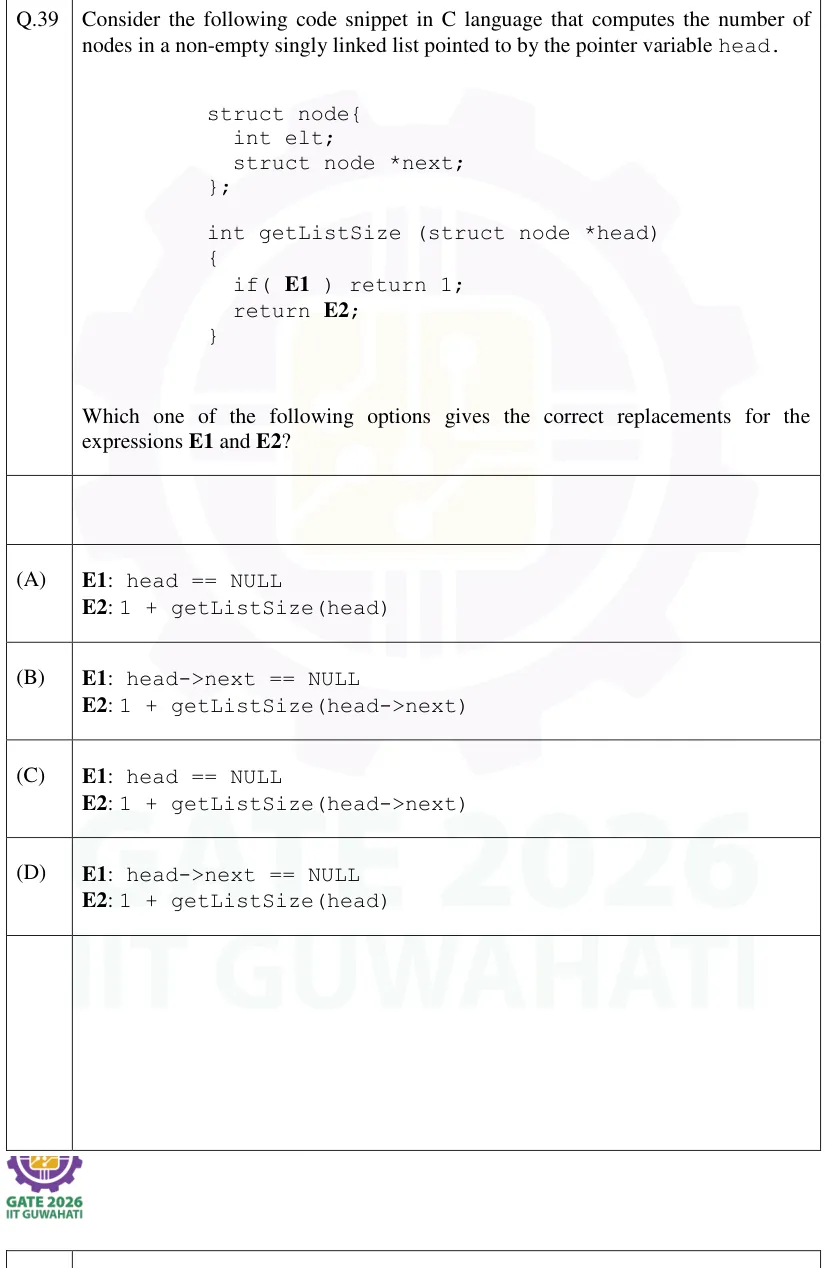 Q.39 Consider the following code snippet in C language that computes the number of
nodes in a non-empty singly linked list pointed to by the pointer variable head.
struct node{
int elt;
struct node *next;
};
int getListSize (struct node *head)
{
if( E1 ) return 1;
return E2;
}
Which one of the following options gives the correct replacements for the
expressions E1 and E2?
(A) E1: head == NULL
E2: 1 + getListSize(head)
(B) E1: head->next == NULL
E2: 1 + getListSize(head->next)
(C) E1: head == NULL
E2: 1 + getListSize(head->next)
(D) E1: head->next == NULL
E2: 1 + getListSize(head)
GATE 2026
IIT GUWAHATI
GATE 2026
IIT GUWAHATI